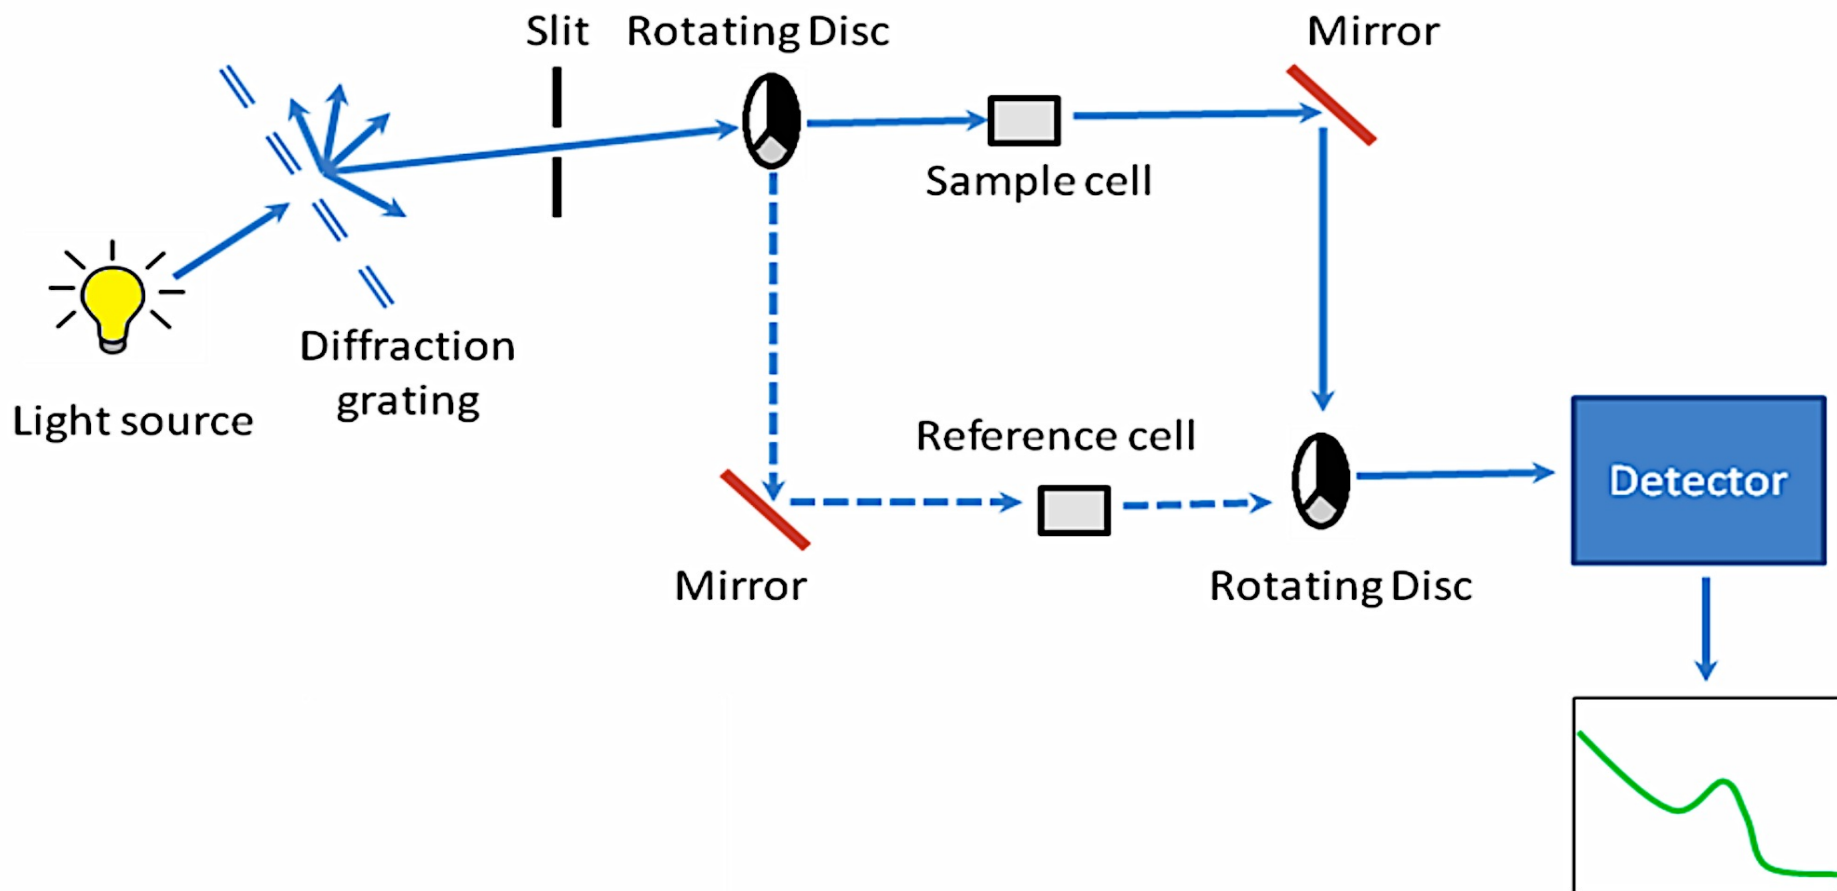 Slit
Rotating Disc
Mirror
Sample cell
Diffraction
grating
Light source
Reference cell
Detector
Mirror
Rotating Disc